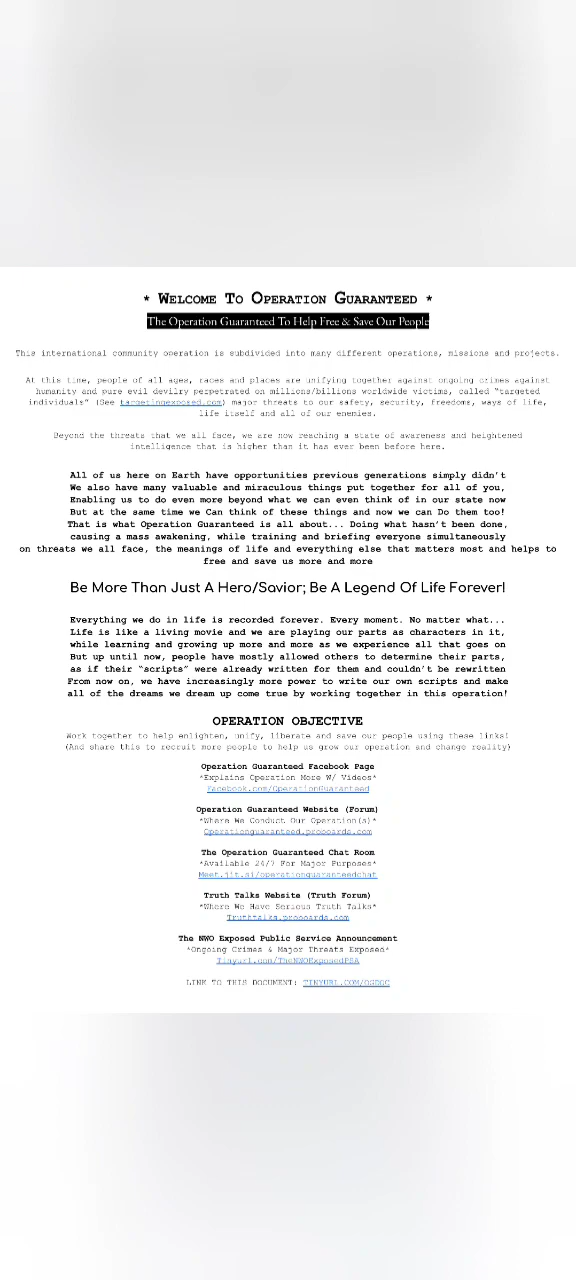 * Welcome To Operation Guaranteed *
The Operation Guaranteed To Help Free & Save Our People
This international community operation is subdivided into many different operations, missions and projects.
At this time, people of all ages, races and places are unifying together against ongoing crimes against
humanity and pure evil devilry perpetrated on millions/billions worldwide victims, called “targeted
individuals” (See targetingexposed.com) major threats to our safety, security, freedoms, ways of life,
life itself and all of our enemies.
Beyond the threats that we all face, we are now reaching a state of awareness and heightened
intelligence that is higher than it has ever been before here.
All of us here on Earth have opportunities previous generations simply didn’t
We also have many valuable and miraculous things put together for all of you,
Enabling us to do even more beyond what we can even think of in our state now
But at the same time we Can think of these things and now we can Do them too!
That is what Operation Guaranteed is all about... Doing what hasn’t been done,
causing a mass awakening, while training and briefing everyone simultaneously
on threats we all face, the meanings of life and everything else that matters most and helps to
free and save us more and more
Be More Than Just A Hero/Savior; Be A Legend Of Life Forever!
Everything we do in life is recorded forever. Every moment. No matter what...
Life is like a living movie and we are playing our parts as characters in it,
while learning and growing up more and more as we experience all that goes on
But up until now, people have mostly allowed others to determine their parts,
as if their “scripts” were already written for them and couldn’t be rewritten
From now on, we have increasingly more power to write our own scripts and make
all of the dreams we dream up come true by working together in this operation!
OPERATION OBJECTIVE
Work together to help enlighten, unify, liberate and save our people using these links!
(And share this to recruit more people to help us grow our operation and change reality)
Operation Guaranteed Facebook Page
*Explains Operation More W/ Videos*
Facebook.com/OperationGuaranteed
Operation Guaranteed Website (Forum)
*Where We Conduct Our Operation(s)*
Operationguaranteed.proboards.com
The Operation Guaranteed Chat Room
*Available 24/7 For Major Purposes*
Meet.jit.si/operationguaranteedchat
Truth Talks Website (Truth Forum)
*Where We Have Serious Truth Talks*
Truthtalks.proboards.com
The NWO Exposed Public Service Announcement
*Ongoing Crimes & Major Threats Exposed*
Tinyurl.com/TheNWOExposedPSA
LINK TO THIS DOCUMENT: